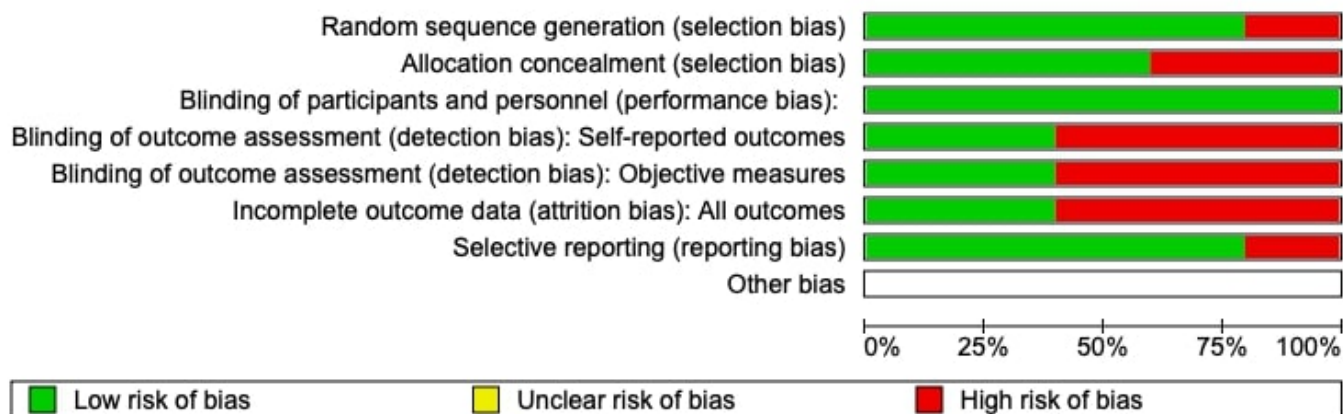 Random sequence generation (selection bias)
Allocation concealment (selection bias)
Blinding of participants and personnel (performance bias):
Blinding of outcome assessment (detection bias): Self-reported outcomes
Blinding of outcome assessment (detection bias): Objective measures
Incomplete outcome data (attrition bias): All outcomes
Selective reporting (reporting bias)
Other bias
0% 25% 50% 75% 100%
Low risk of bias Unclear risk of bias High risk of bias